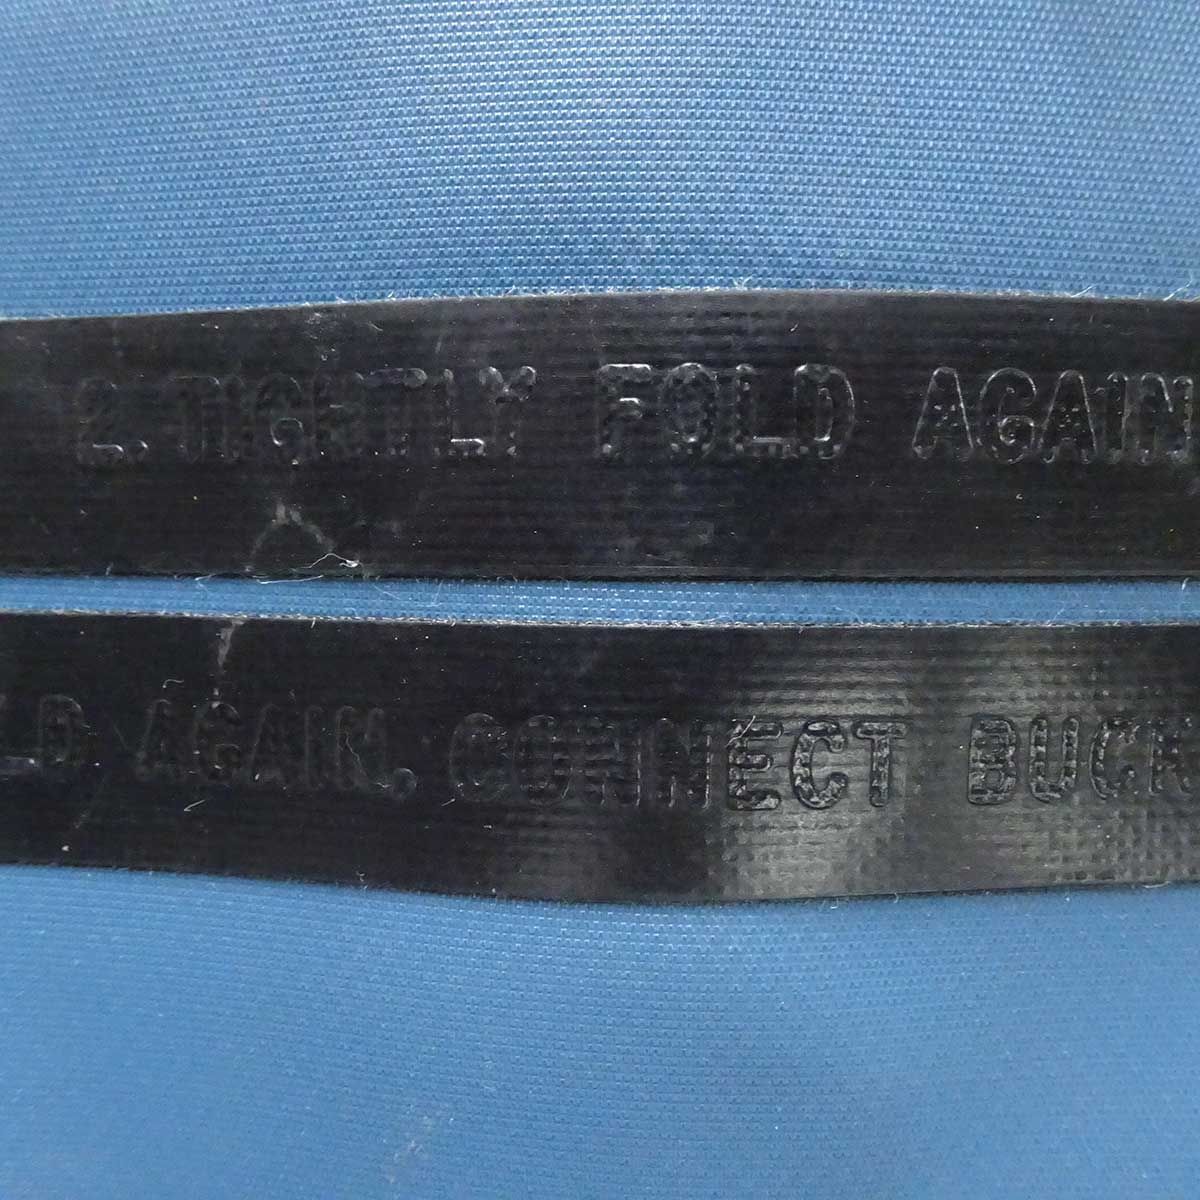 2. TIGHTLY FOLD AGAIN
LD AGAIN. CONNECT BUCK